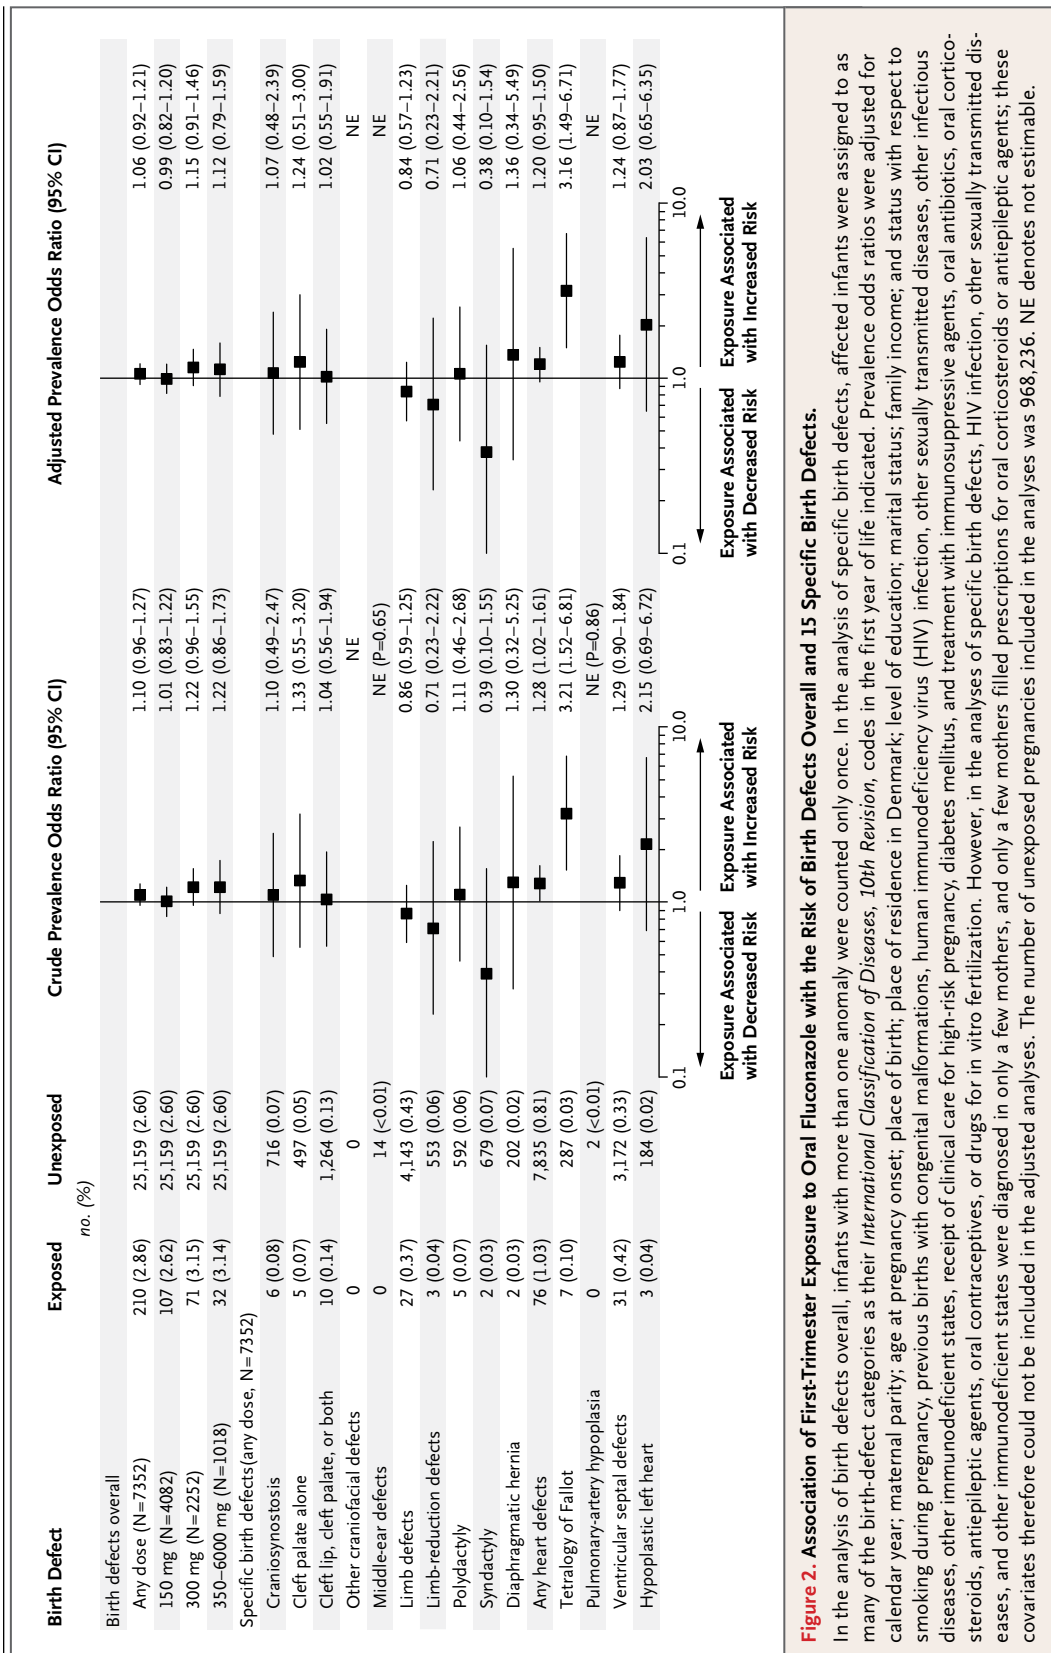 Birth Defect Exposed Unexposed Crude Prevalence Odds Ratio (95% CI) Adjusted Prevalence Odds Ratio (95% CI)
no. (%)
Birth defects overall
Any dose (N=7352) 210 (2.86) 25,159 (2.60) 1.10 (0.96–1.27) 1.06 (0.92–1.21)
150 mg (N=4082) 107 (2.62) 25,159 (2.60) 1.01 (0.83–1.22) 0.99 (0.82–1.20)
300 mg (N=2252) 71 (3.15) 25,159 (2.60) 1.22 (0.96–1.55) 1.15 (0.91–1.46)
350–6000 mg (N=1018) 32 (3.14) 25,159 (2.60) 1.22 (0.86–1.73) 1.12 (0.79–1.59)
Specific birth defects(any dose, N=7352)
Craniosynostosis 6 (0.08) 716 (0.07) 1.10 (0.49–2.47) 1.07 (0.48–2.39)
Cleft palate alone 5 (0.07) 497 (0.05) 1.33 (0.55–3.20) 1.24 (0.51–3.00)
Cleft lip, cleft palate, or both 10 (0.14) 1,264 (0.13) 1.04 (0.56–1.94) 1.02 (0.55–1.91)
Other craniofacial defects 0 0 NE NE
Middle-ear defects 0 14 (<0.01) NE (P=0.65) NE
Limb defects 27 (0.37) 4,143 (0.43) 0.86 (0.59–1.25) 0.84 (0.57–1.23)
Limb-reduction defects 3 (0.04) 553 (0.06) 0.71 (0.23–2.22) 0.71 (0.23–2.21)
Polydactyly 5 (0.07) 592 (0.06) 1.11 (0.46–2.68) 1.06 (0.44–2.56)
Syndactyly 2 (0.03) 679 (0.07) 0.39 (0.10–1.55) 0.38 (0.10–1.54)
Diaphragmatic hernia 2 (0.03) 202 (0.02) 1.30 (0.32–5.25) 1.36 (0.34–5.49)
Any heart defects 76 (1.03) 7,835 (0.81) 1.28 (1.02–1.61) 1.20 (0.95–1.50)
Tetralogy of Fallot 7 (0.10) 287 (0.03) 3.21 (1.52–6.81) 3.16 (1.49–6.71)
Pulmonary-artery hypoplasia 0 2 (<0.01) NE (P=0.86) NE
Ventricular septal defects 31 (0.42) 3,172 (0.33) 1.29 (0.90–1.84) 1.24 (0.87–1.77)
Hypoplastic left heart 3 (0.04) 184 (0.02) 2.15 (0.69–6.72) 2.03 (0.65–6.35)
0.1 1.0 10.0 0.1 1.0 10.0
Exposure Associated Exposure Associated Exposure Associated Exposure Associated
with Decreased Risk with Increased Risk with Decreased Risk with Increased Risk
Figure 2. Association of First-Trimester Exposure to Oral Fluconazole with the Risk of Birth Defects Overall and 15 Specific Birth Defects.
In the analysis of birth defects overall, infants with more than one anomaly were counted only once. In the analysis of specific birth defects, affected infants were assigned to as
many of the birth-defect categories as their International Classification of Diseases, 10th Revision, codes in the first year of life indicated. Prevalence odds ratios were adjusted for
calendar year; maternal parity; age at pregnancy onset; place of birth; place of residence in Denmark; level of education; marital status; family income; and status with respect to
smoking during pregnancy, previous births with congenital malformations, human immunodeficiency virus (HIV) infection, other sexually transmitted diseases, other infectious
diseases, other immunodeficient states, receipt of clinical care for high-risk pregnancy, diabetes mellitus, and treatment with immunosuppressive agents, oral antibiotics, oral cortico-
steroids, antiepileptic agents, oral contraceptives, or drugs for in vitro fertilization. However, in the analyses of specific birth defects, HIV infection, other sexually transmitted dis-
eases, and other immunodeficient states were diagnosed in only a few mothers, and only a few mothers filled prescriptions for oral corticosteroids or antiepileptic agents; these
covariates therefore could not be included in the adjusted analyses. The number of unexposed pregnancies included in the analyses was 968,236. NE denotes not estimable.